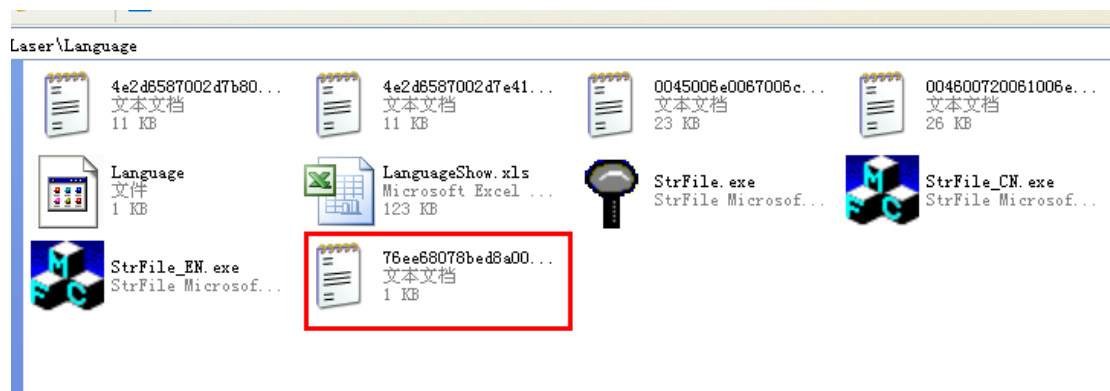 Laser\Language
4e2d6587002d7b80...
文本文档
11 KB
4e2d6587002d7e41...
文本文档
11 KB
0045006e0067006c...
文本文档
23 KB
004600720061006e...
文本文档
26 KB
Language
文件
1 KB
LanguageShow.xls
Microsoft Excel ...
123 KB
StrFile.exe
StrFile Microsof...
StrFile_CN.exe
StrFile Microsof...
StrFile_EN.exe
StrFile Microsof...
76ee68078bed8a00...
文本文档
1 KB